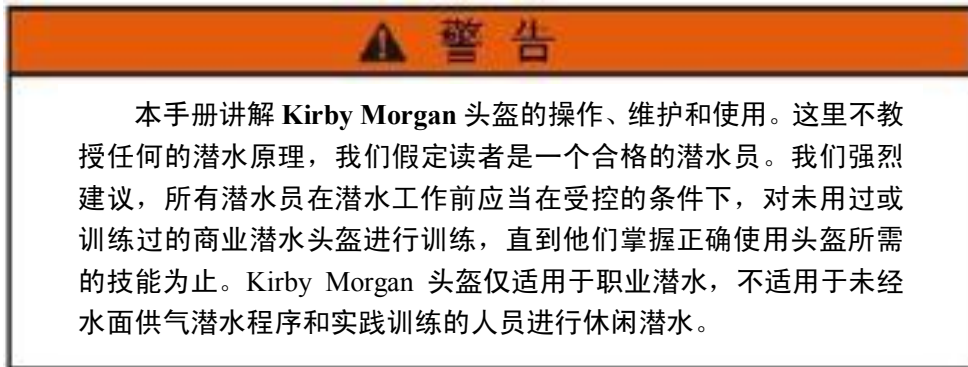 警 告
本手册讲解 Kirby Morgan 头盔的操作、维护和使用。这里不教
授任何的潜水原理，我们假定读者是一个合格的潜水员。我们强烈
建议，所有潜水员在潜水工作前应当在受控的条件下，对未用过或
训练过的商业潜水头盔进行训练，直到他们掌握正确使用头盔所需
的技能为止。Kirby Morgan 头盔仅适用于职业潜水，不适用于未经
水面供气潜水程序和实践训练的人员进行休闲潜水。